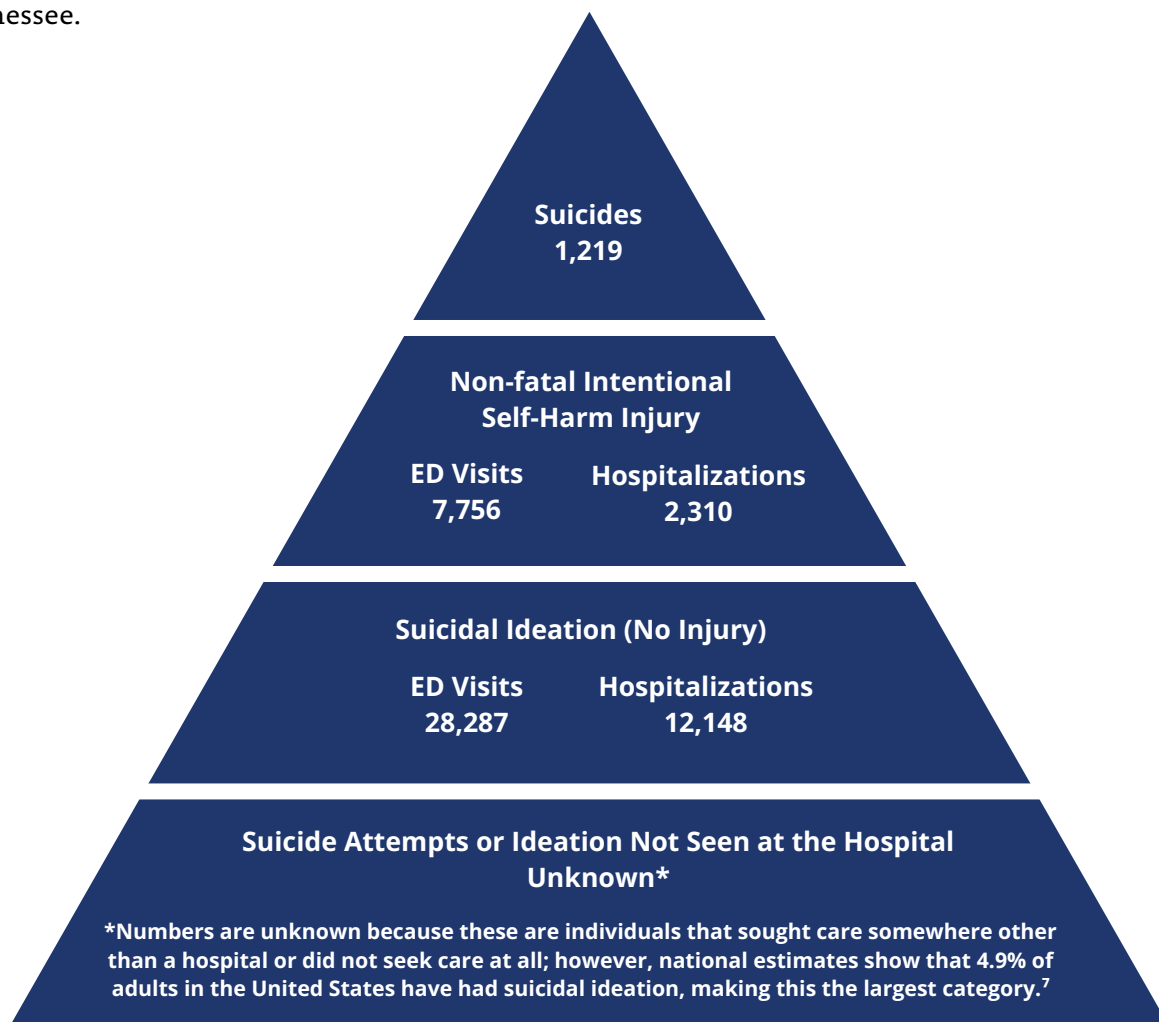 nessee.
Suicides
1,219
Non-fatal Intentional
Self-Harm Injury
ED Visits
7,756
Hospitalizations
2,310
Suicidal Ideation (No Injury)
ED Visits
28,287
Hospitalizations
12,148
Suicide Attempts or Ideation Not Seen at the Hospital
Unknown*
*Numbers are unknown because these are individuals that sought care somewhere other
than a hospital or did not seek care at all; however, national estimates show that 4.9% of
adults in the United States have had suicidal ideation, making this the largest category.⁷